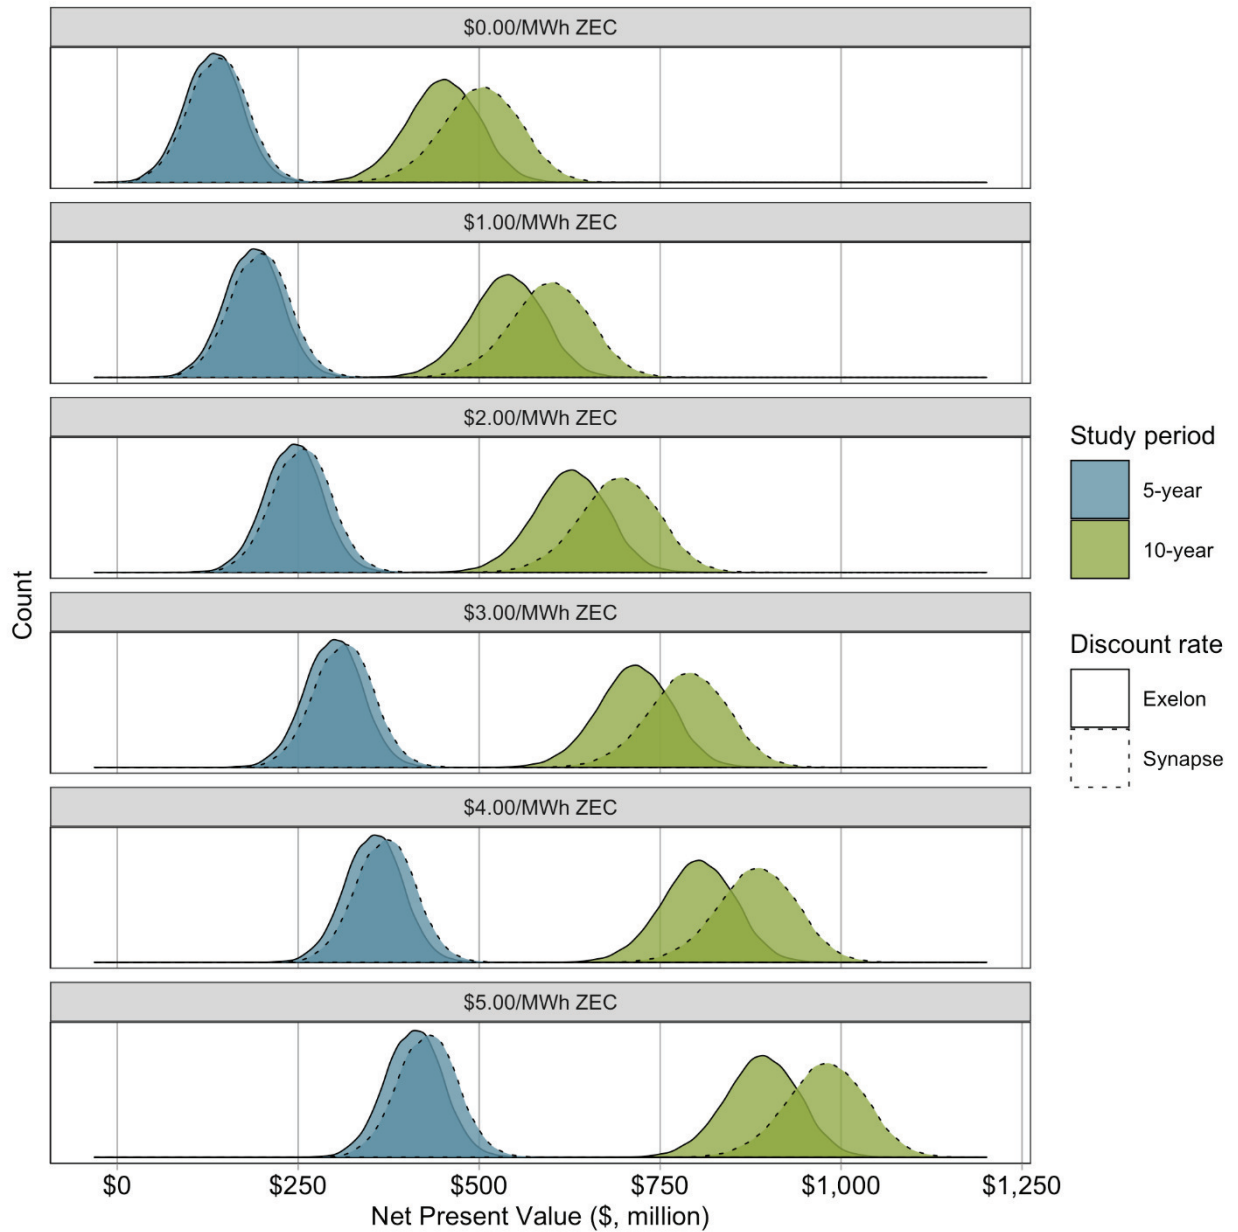 $0.00/MWh ZEC
$1.00/MWh ZEC
$2.00/MWh ZEC
$3.00/MWh ZEC
$4.00/MWh ZEC
$5.00/MWh ZEC
Count
$0 $250 $500 $750 $1,000 $1,250
Net Present Value ($, million)
Study period
5-year
10-year
Discount rate
Exelon
Synapse